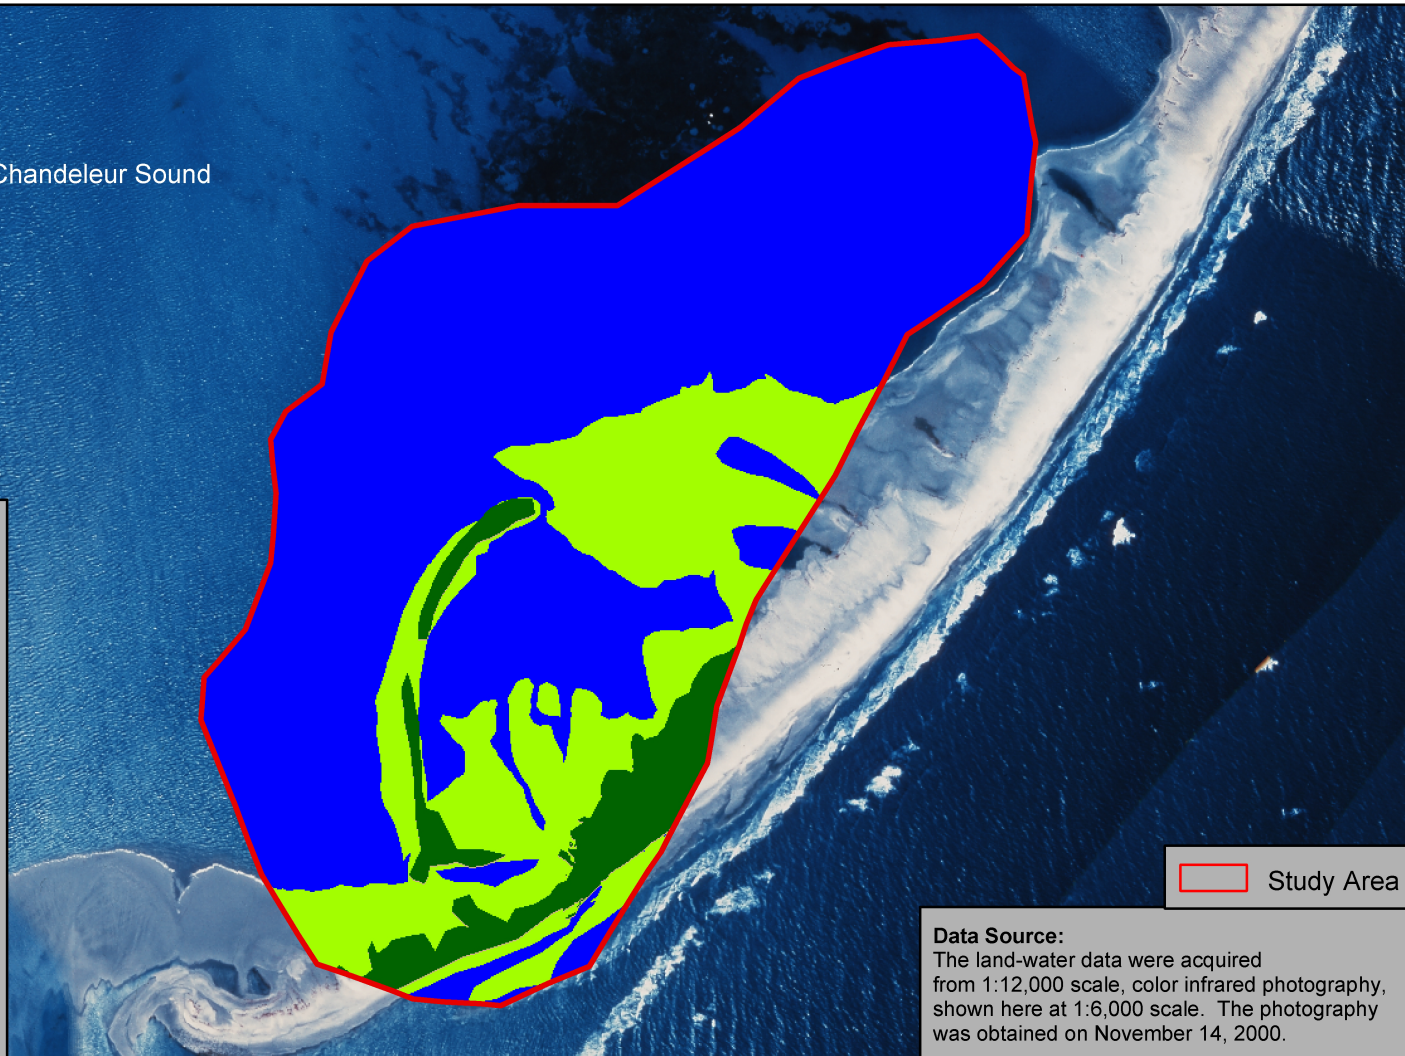 Chandeleur Sound
Study Area
Data Source:
The land-water data were acquired
from 1:12,000 scale, color infrared photography,
shown here at 1:6,000 scale.  The photography
was obtained on November 14, 2000.